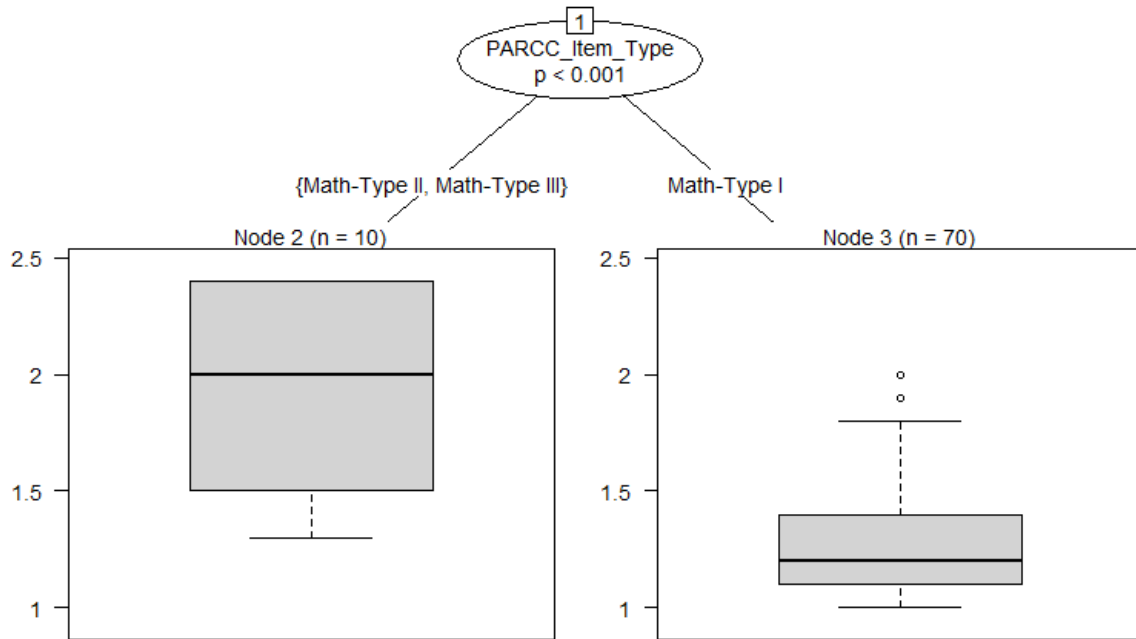 1
PARCC_Item_Type
p < 0.001
{Math-Type II, Math-Type III}
Math-Type I
Node 2 (n = 10)
2.5
2
1.5
1
Node 3 (n = 70)
2.5
2
1.5
1